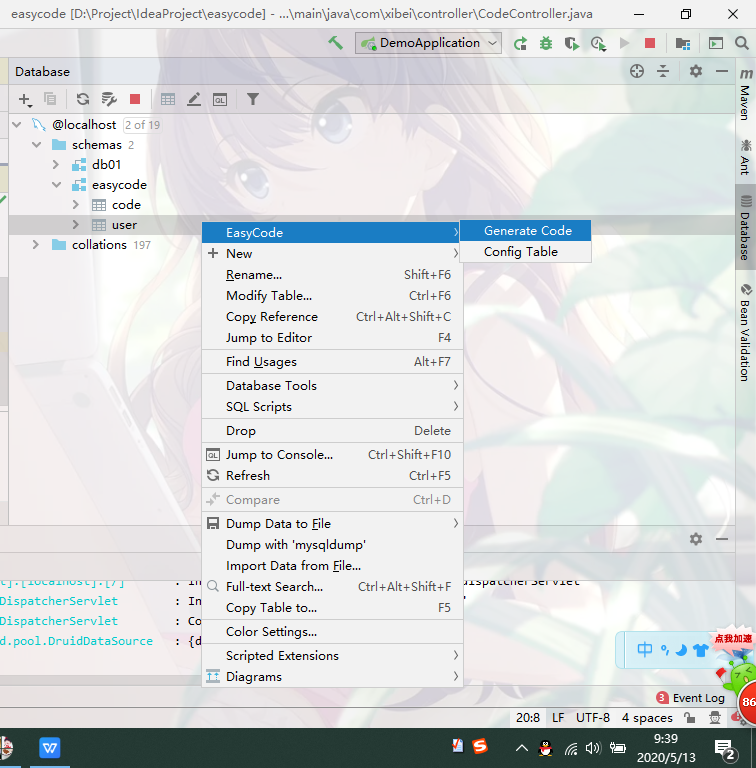 easycode [D:\Project\IdeaProject\easycode] - ...\main\java\com\xibei\controller\CodeController.java
DemoApplication
Database
@localhost 2 of 19
schemas 2
db01
easycode
code
user
collations 197
EasyCode
Generate Code
Config Table
New
Rename... Shift+F6
Modify Table... Ctrl+F6
Copy Reference Ctrl+Alt+Shift+C
Jump to Editor F4
Find Usages Alt+F7
Database Tools
SQL Scripts
Drop Delete
QL Jump to Console... Ctrl+Shift+F10
Refresh Ctrl+F5
Compare Ctrl+D
Dump Data to File
Dump with 'mysqldump'
Import Data from File...
Full-text Search... Ctrl+Alt+Shift+F
Copy Table to... F5
Color Settings...
Scripted Extensions
Diagrams
m Maven
Ant
Database
Bean Validation
t].[localhost].[/] : In
DispatcherServlet : In
DispatcherServlet : Co
d.pool.DruidDataSource : {d
中
点我加速
86
3 Event Log
20:8 LF UTF-8 4 spaces
W
S
9:39
2020/5/13
2